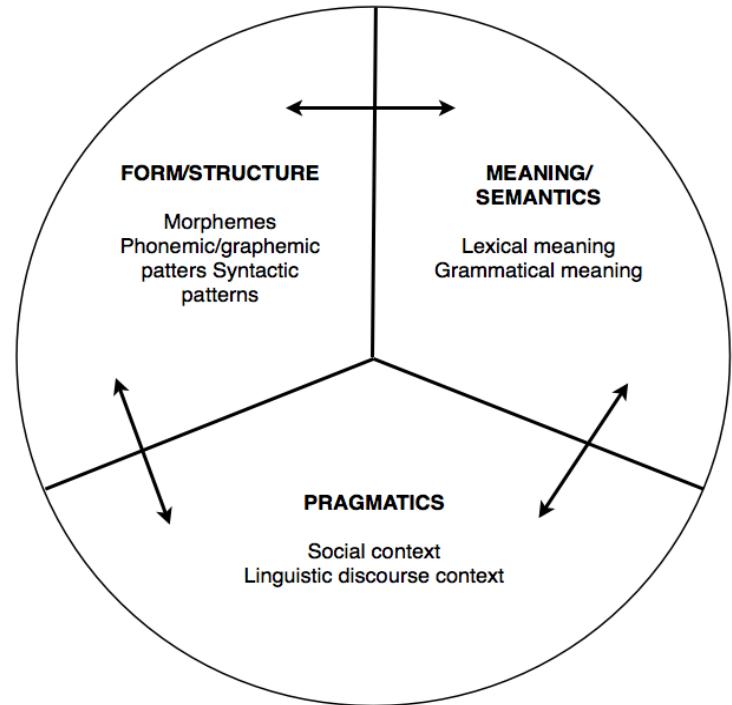 FORM/STRUCTURE
Morphemes
Phonemic/graphemic
patters Syntactic
patterns
MEANING/
SEMANTICS
Lexical meaning
Grammatical meaning
PRAGMATICS
Social context
Linguistic discourse context